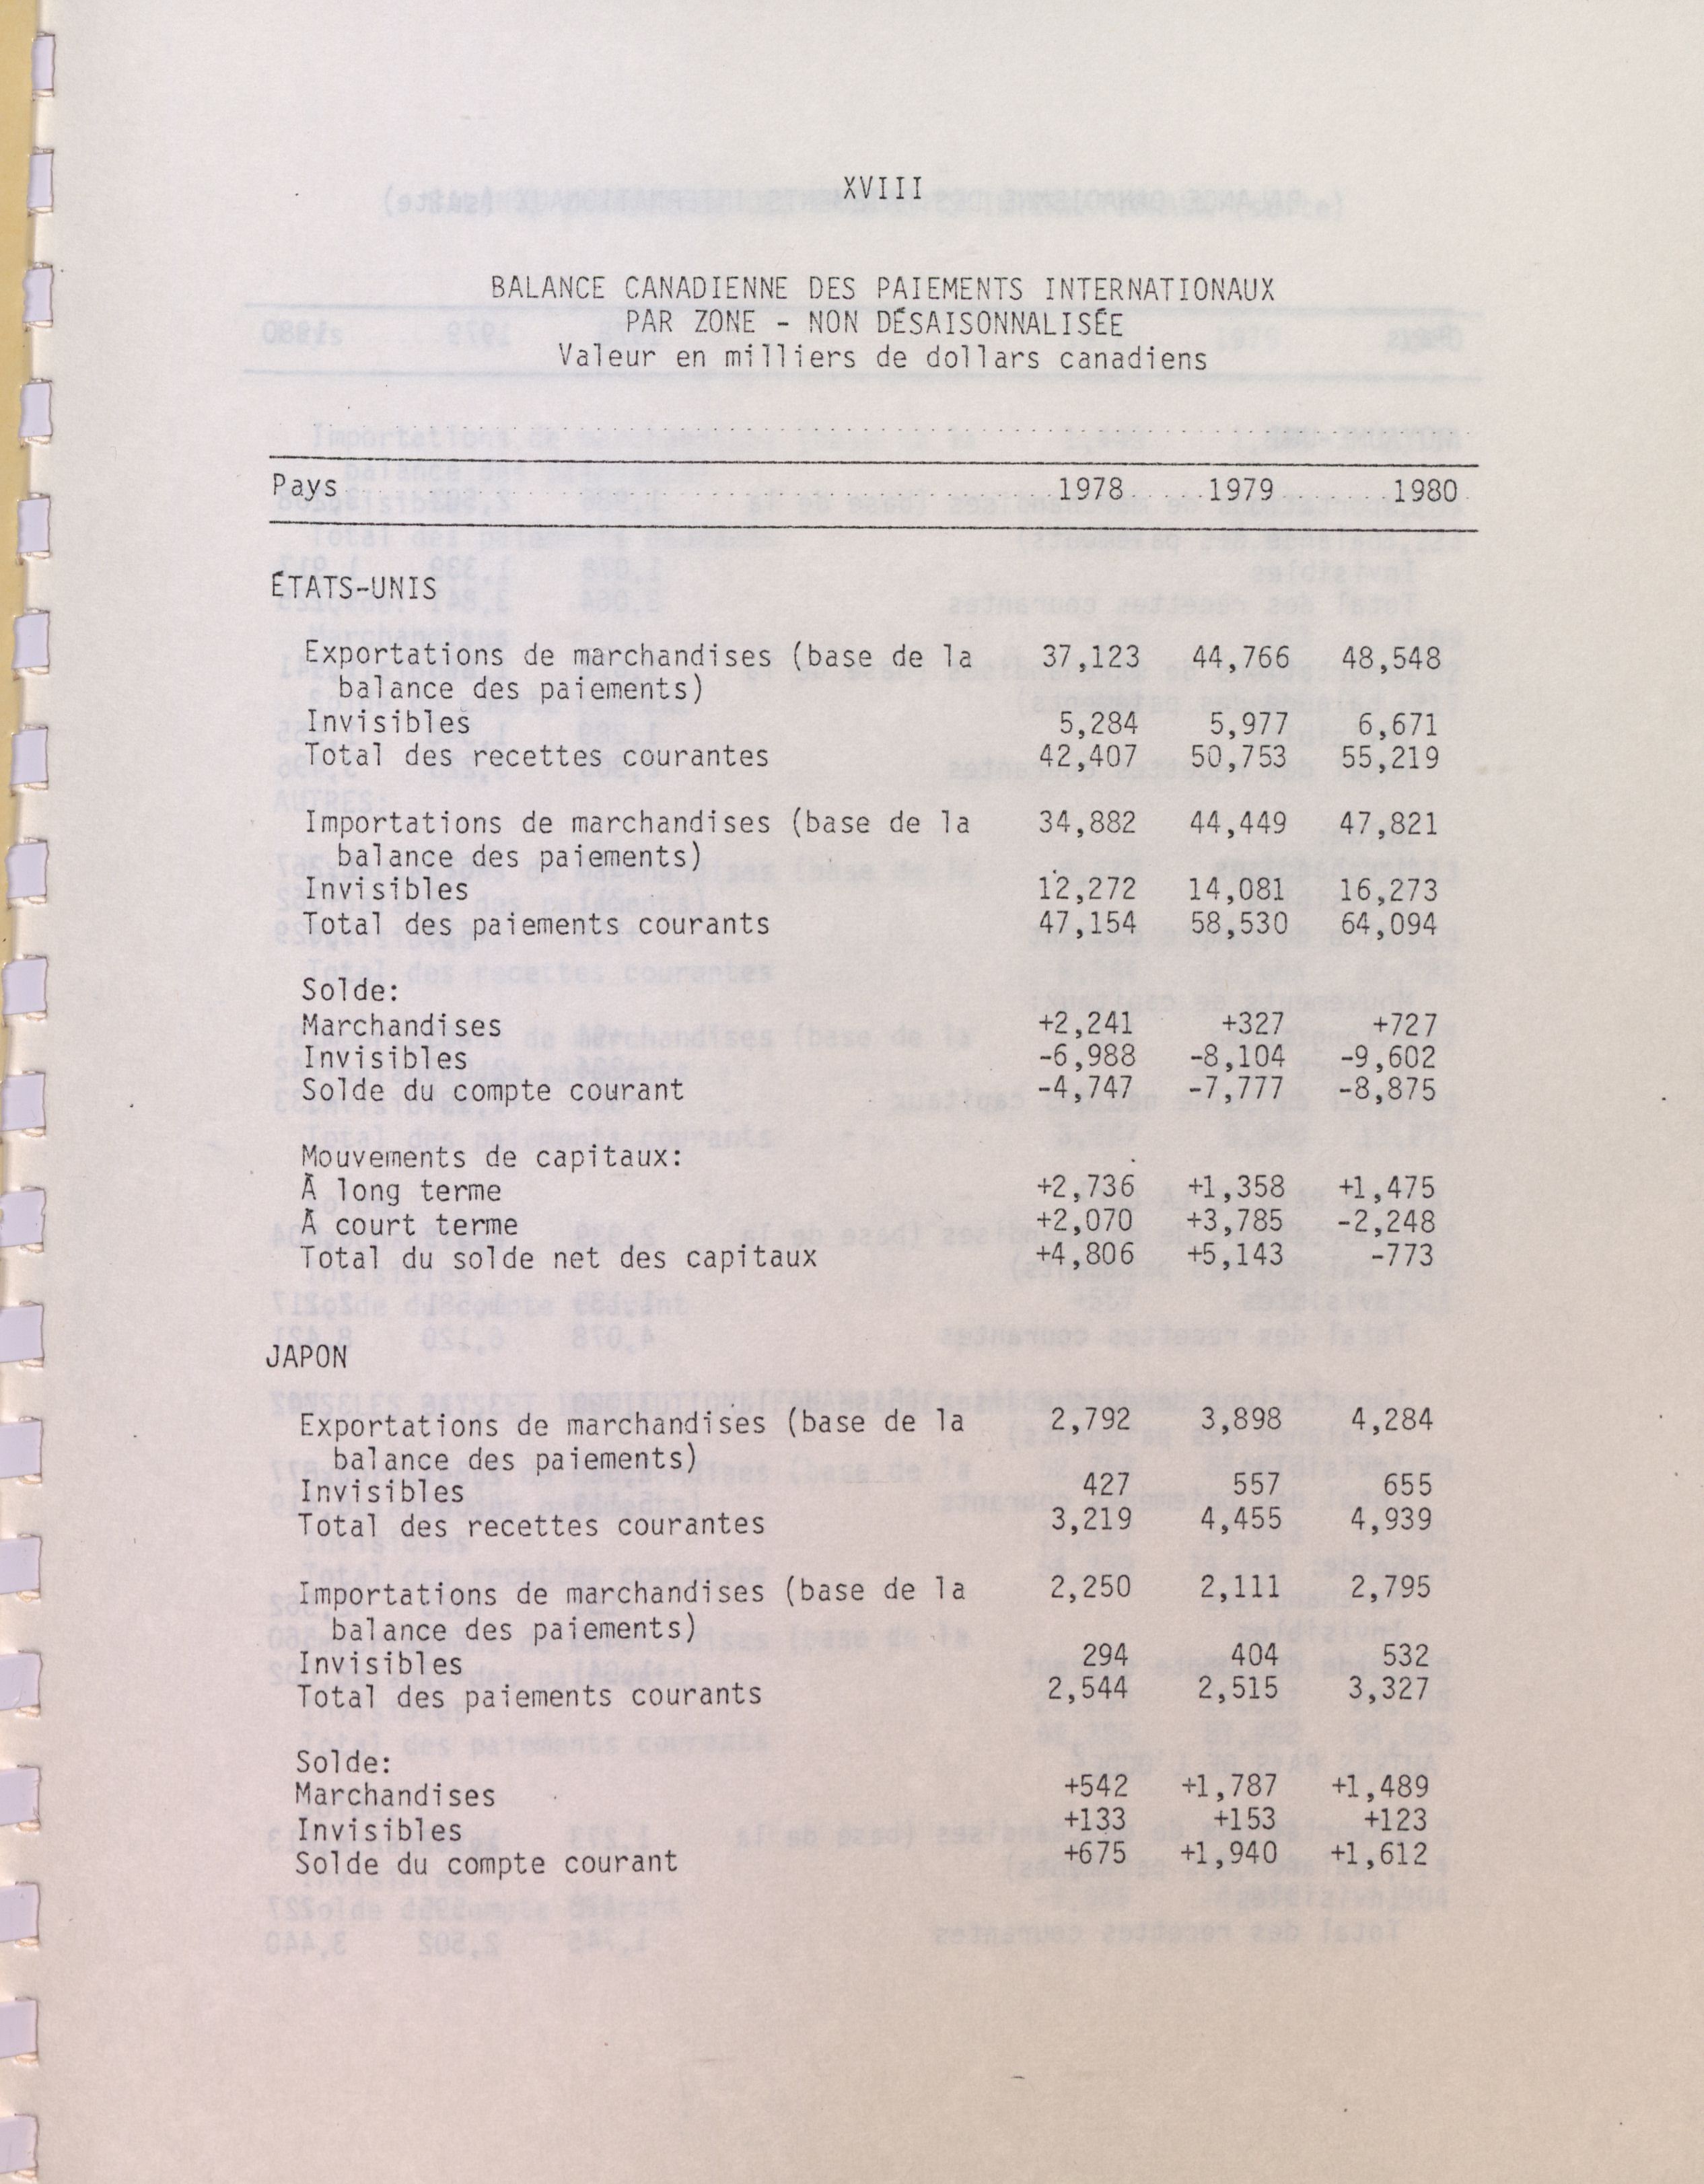 XVIII
BALANCE CANADIENNE DES PAIEMENTS INTERNATIONAUX
PAR ZONE - NON DÉSAISONNALISÉE
Valeur en milliers de dollars canadiens
Pays 1978 1979 1980
ÉTATS-UNIS
Exportations de marchandises (base de la 37,123 44,766 48,548
balance des paiements)
Invisibles 5,284 5,977 6,671
Total des recettes courantes 42,407 50,753 55,219
Importations de marchandises (base de la 34,882 44,449 47,821
balance des paiements)
Invisibles 12,272 14,081 16,273
Total des paiements courants 47,154 58,530 64,094
Solde:
Marchandises +2,241 +327 +727
Invisibles -6,988 -8,104 -9,602
Solde du compte courant -4,747 -7,777 -8,875
Mouvements de capitaux:
À long terme +2,736 +1,358 +1,475
À court terme +2,070 +3,785 -2,248
Total du solde net des capitaux +4,806 +5,143 -773
JAPON
Exportations de marchandises (base de la 2,792 3,898 4,284
balance des paiements)
Invisibles 427 557 655
Total des recettes courantes 3,219 4,455 4,939
Importations de marchandises (base de la 2,250 2,111 2,795
balance des paiements)
Invisibles 294 404 532
Total des paiements courants 2,544 2,515 3,327
Solde:
Marchandises +542 +1,787 +1,489
Invisibles +133 +153 +123
Solde du compte courant +675 +1,940 +1,612